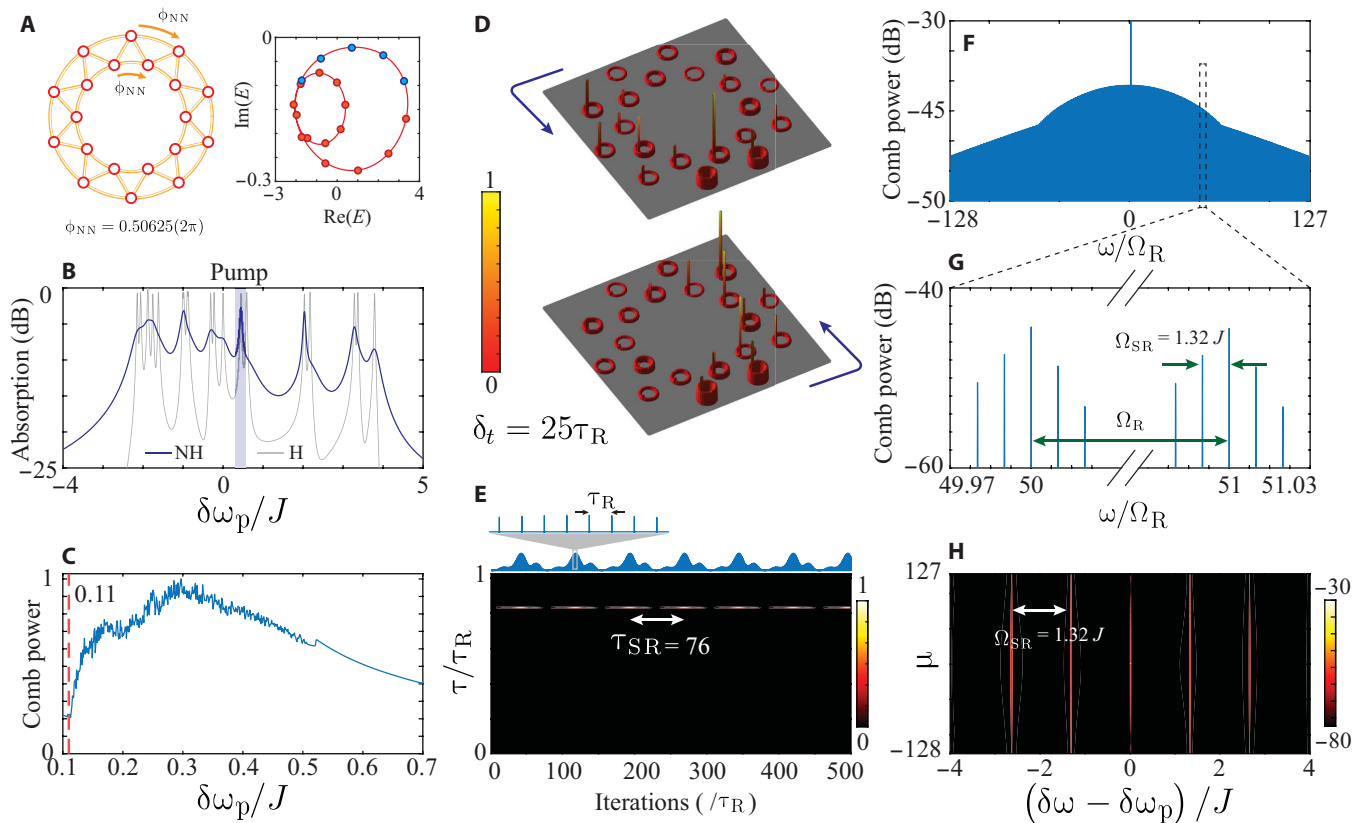 A
ϕNN
ϕNN
ϕNN = 0.50625(2π)
0
Im(E)
−0.3
−3 0 4
Re(E)
B
Pump
0
Absorption (dB)
−25
NH H
−4 0 5
δωp/J
C
1
0.11
Comb power
0
0.1 0.2 0.3 0.4 0.5 0.6 0.7
δωp/J
D
1
0
δt = 25τR
E
τR
1
τ/τR
τSR = 76
0
1
0
0 100 200 300 400 500
Iterations ( /τR)
F
−30
Comb power (dB)
−45
−50
−128 0 127
ω/ΩR
G
−40
Comb power (dB)
ΩSR = 1.32 J
ΩR
−60
49.97 50 51 51.03
ω/ΩR
H
127
μ
ΩSR = 1.32 J
−128
−30
−80
−4 −2 0 2 4
(δω − δωp) /J